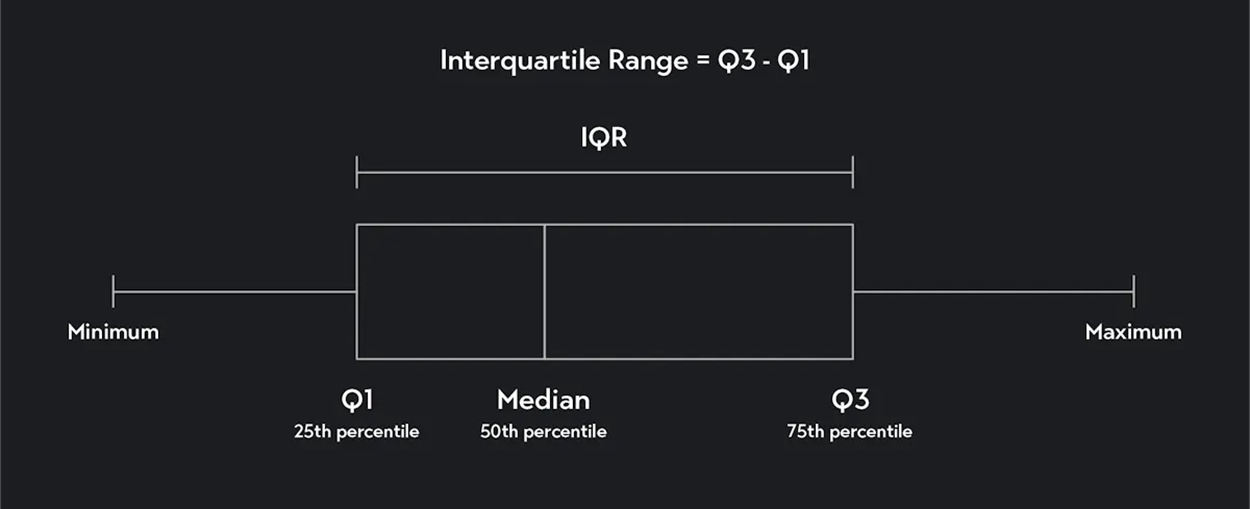 Interquartile Range = Q3 - Q1
IQR
Minimum
Maximum
Q1
Median
Q3
25th percentile
50th percentile
75th percentile